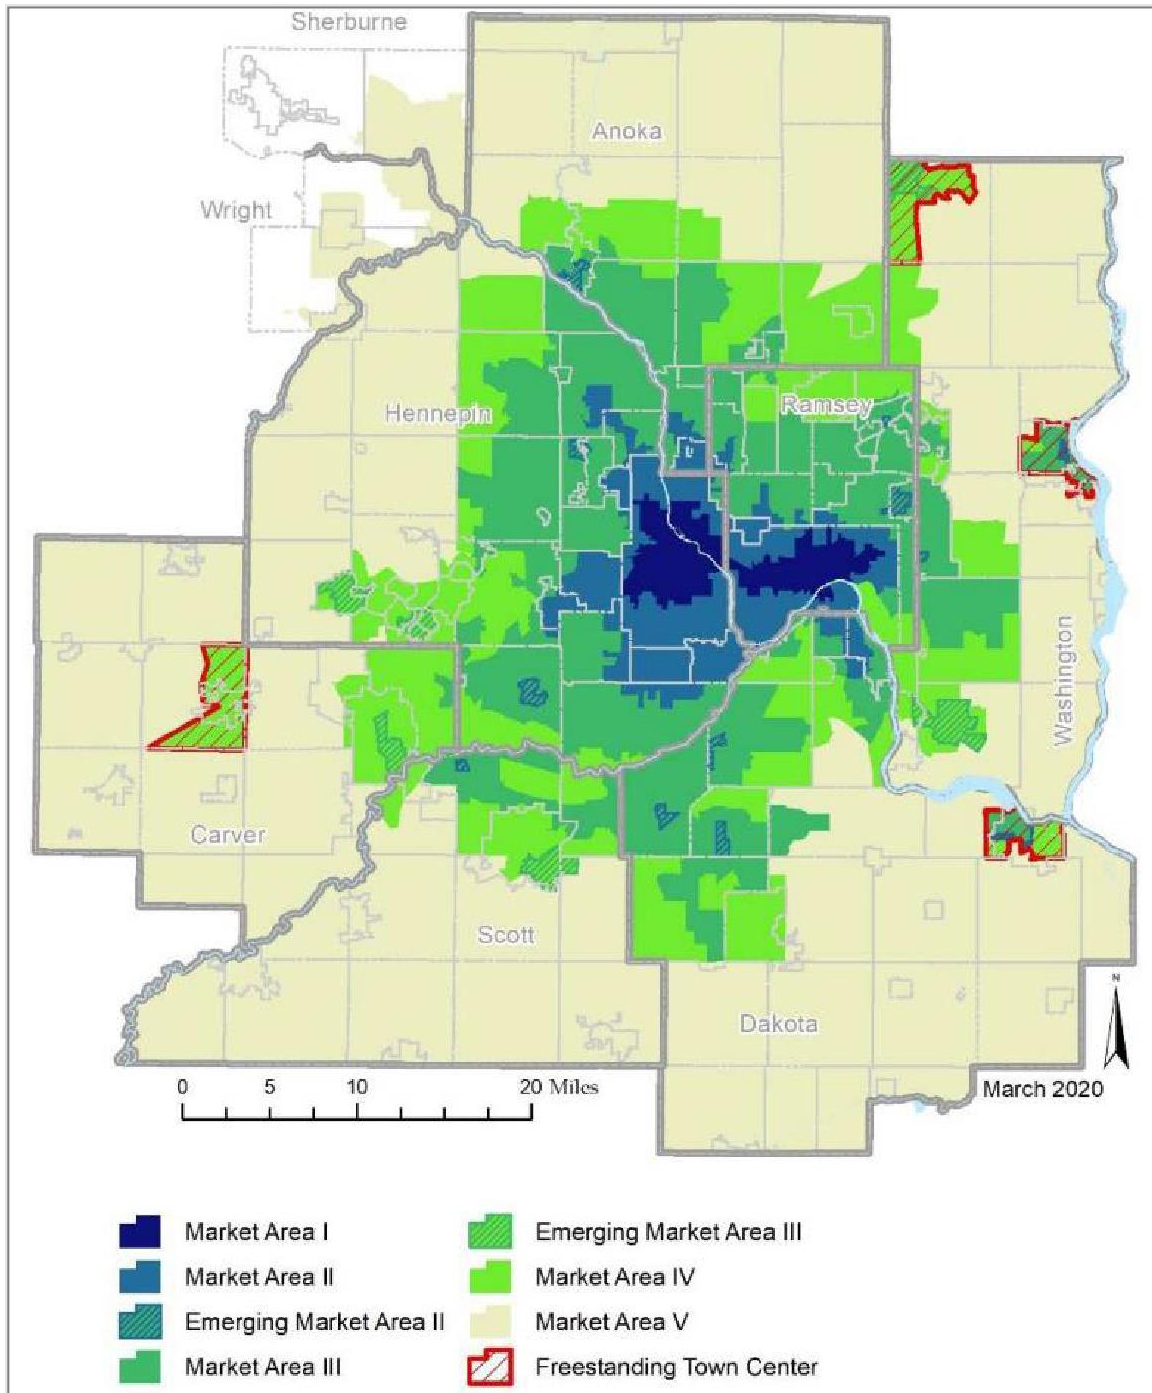 Sherburne
Anoka
Wright
Hennepin
Ramsey
Washington
Carver
Scott
Dakota
N
0 5 10 20 Miles
March 2020
Market Area I
Market Area II
Emerging Market Area II
Market Area III
Emerging Market Area III
Market Area IV
Market Area V
Freestanding Town Center